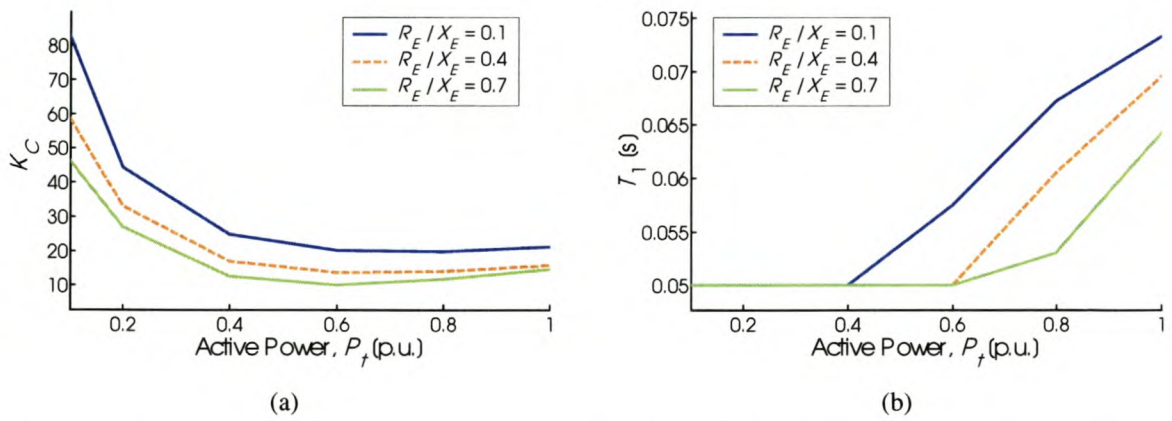 80
70
60
50
40
30
20
10
K_C
0.2 0.4 0.6 0.8 1
Active Power, P_t (p.u.)
R_E / X_E = 0.1
R_E / X_E = 0.4
R_E / X_E = 0.7
(a)
0.075
0.07
0.065
0.06
0.055
0.05
T_1 (s)
0.2 0.4 0.6 0.8 1
Active Power, P_t (p.u.)
R_E / X_E = 0.1
R_E / X_E = 0.4
R_E / X_E = 0.7
(b)